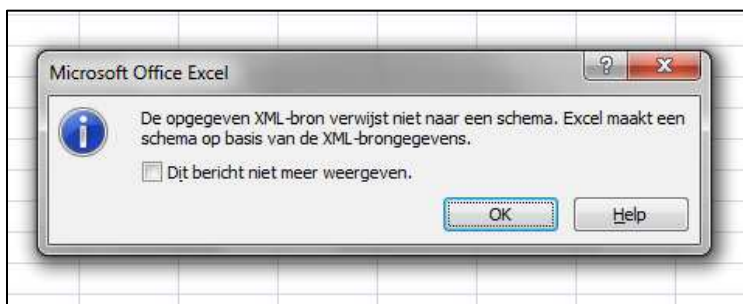 Microsoft Office Excel
?
De opgegeven XML-bron verwijst niet naar een schema. Excel maakt een
schema op basis van de XML-brongegevens.
Dit bericht niet meer weergeven.
OK Help